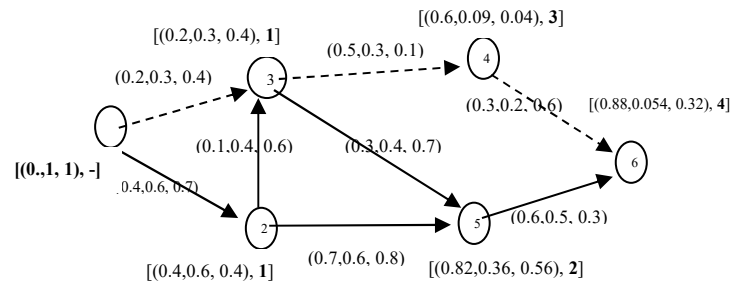 [(0.6,0.09, 0.04), 3]
[(0.2,0.3, 0.4), 1]
(0.5,0.3, 0.1)
4
(0.2,0.3, 0.4)
3
(0.3,0.2, 0.6)
[(0.88,0.054, 0.32), 4]
(0.1,0.4, 0.6)
(0.3,0.4, 0.7)
6
[(0.,1, 1), -]
0.4,0.6, 0.7)
(0.6,0.5, 0.3)
2
5
(0.7,0.6, 0.8)
[(0.4,0.6, 0.4), 1]
[(0.82,0.36, 0.56), 2]